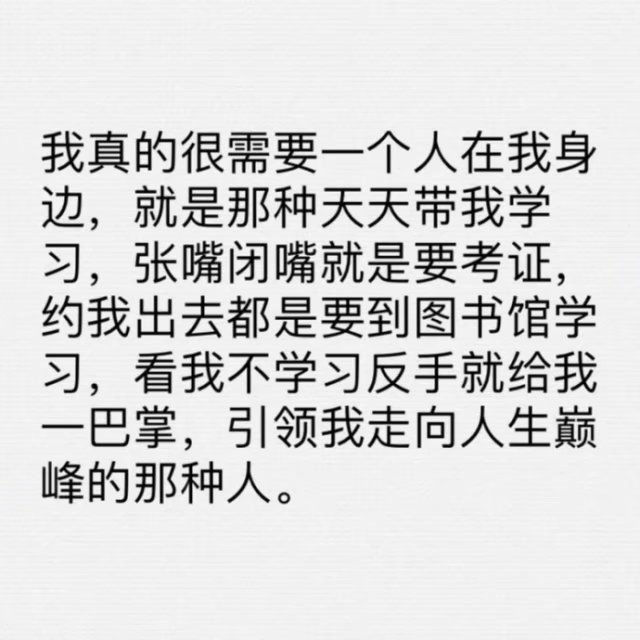 我真的很需要一个人在我身
边，就是那种天天带我学
习，张嘴闭嘴就是要考证，
约我出去都是要到图书馆学
习，看我不学习反手就给我
一巴掌，引领我走向人生巅
峰的那种人。